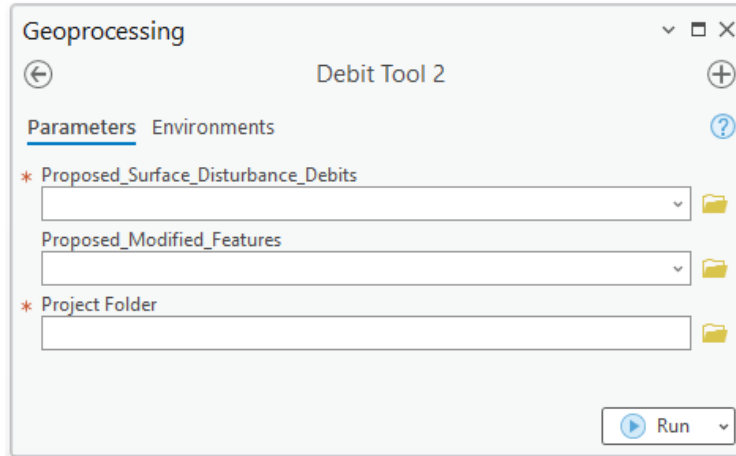 Geoprocessing
Debit Tool 2
Parameters Environments
* Proposed_Surface_Disturbance_Debits
Proposed_Modified_Features
* Project Folder
Run